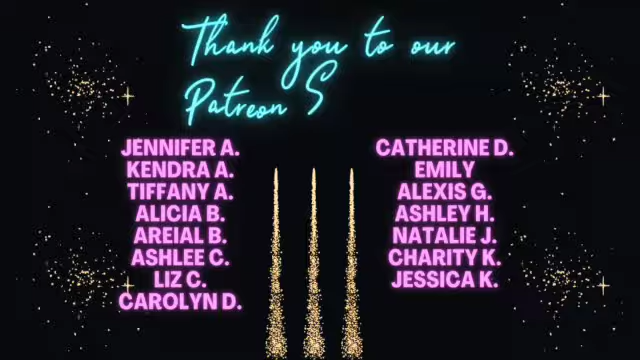 Thank you to our
Patreon S
JENNIFER A.
KENDRA A.
TIFFANY A.
ALICIA B.
AREIAL B.
ASHLEE C.
LIZ C.
CAROLYN D.
CATHERINE D.
EMILY
ALEXIS G.
ASHLEY H.
NATALIE J.
CHARITY K.
JESSICA K.